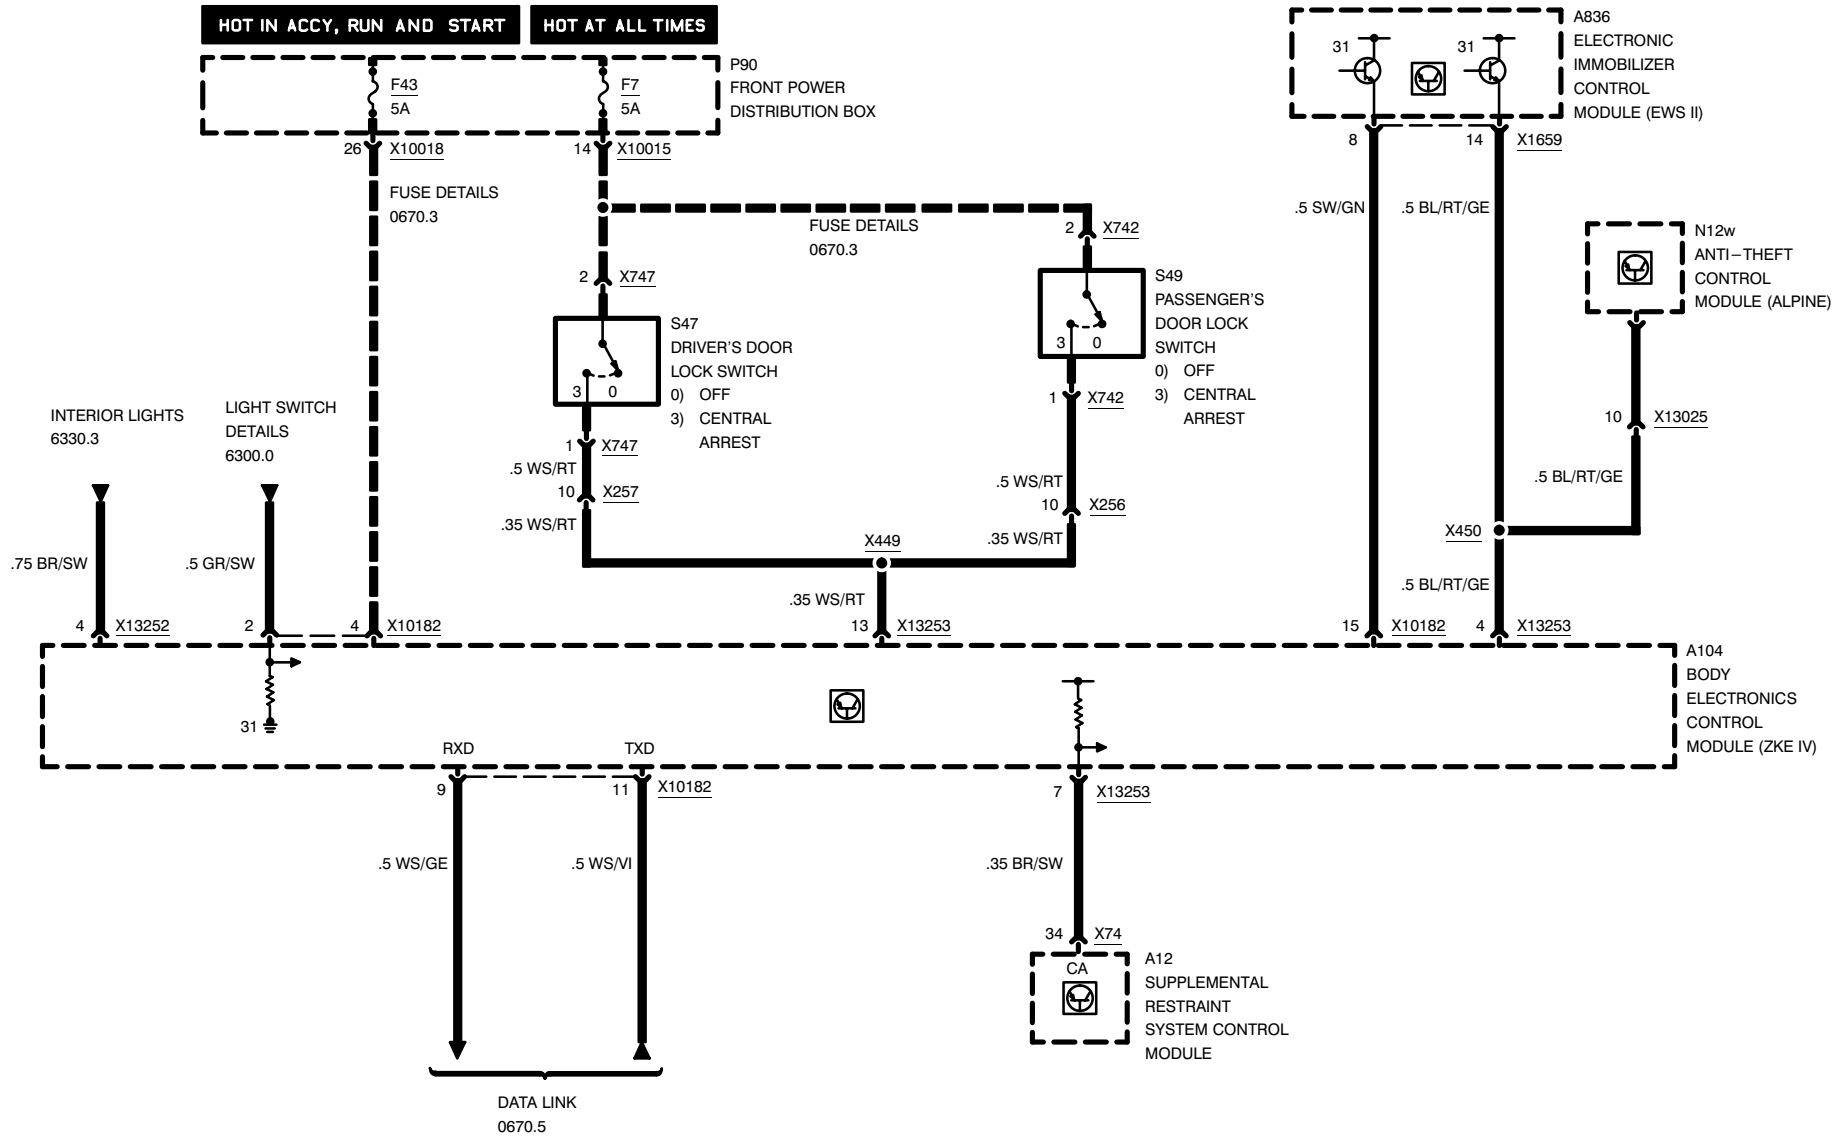 HOT IN ACCY, RUN AND START
HOT AT ALL TIMES
P90
FRONT POWER
DISTRIBUTION BOX
F43
5A
F7
5A
26
X10018
14
X10015
FUSE DETAILS
0670.3
FUSE DETAILS
0670.3
2
X747
2
X742
S47
DRIVER'S DOOR
LOCK SWITCH
0) OFF
3) CENTRAL
ARREST
3 0
S49
PASSENGER'S
DOOR LOCK
SWITCH
0) OFF
3) CENTRAL
ARREST
3 0
1
X747
.5 WS/RT
10
X257
.35 WS/RT
1
X742
.5 WS/RT
10
X256
.35 WS/RT
X449
.35 WS/RT
13
X13253
A836
ELECTRONIC
IMMOBILIZER
CONTROL
MODULE (EWS II)
31
31
8
14
X1659
.5 SW/GN
.5 BL/RT/GE
N12w
ANTI-THEFT
CONTROL
MODULE (ALPINE)
10
X13025
.5 BL/RT/GE
X450
.5 BL/RT/GE
15
X10182
4
X13253
INTERIOR LIGHTS
6330.3
LIGHT SWITCH
DETAILS
6300.0
.75 BR/SW
.5 GR/SW
4
X13252
2
4
X10182
A104
BODY
ELECTRONICS
CONTROL
MODULE (ZKE IV)
31
RXD
TXD
9
11
X10182
7
X13253
.5 WS/GE
.5 WS/VI
.35 BR/SW
34
X74
CA
A12
SUPPLEMENTAL
RESTRAINT
SYSTEM CONTROL
MODULE
DATA LINK
0670.5